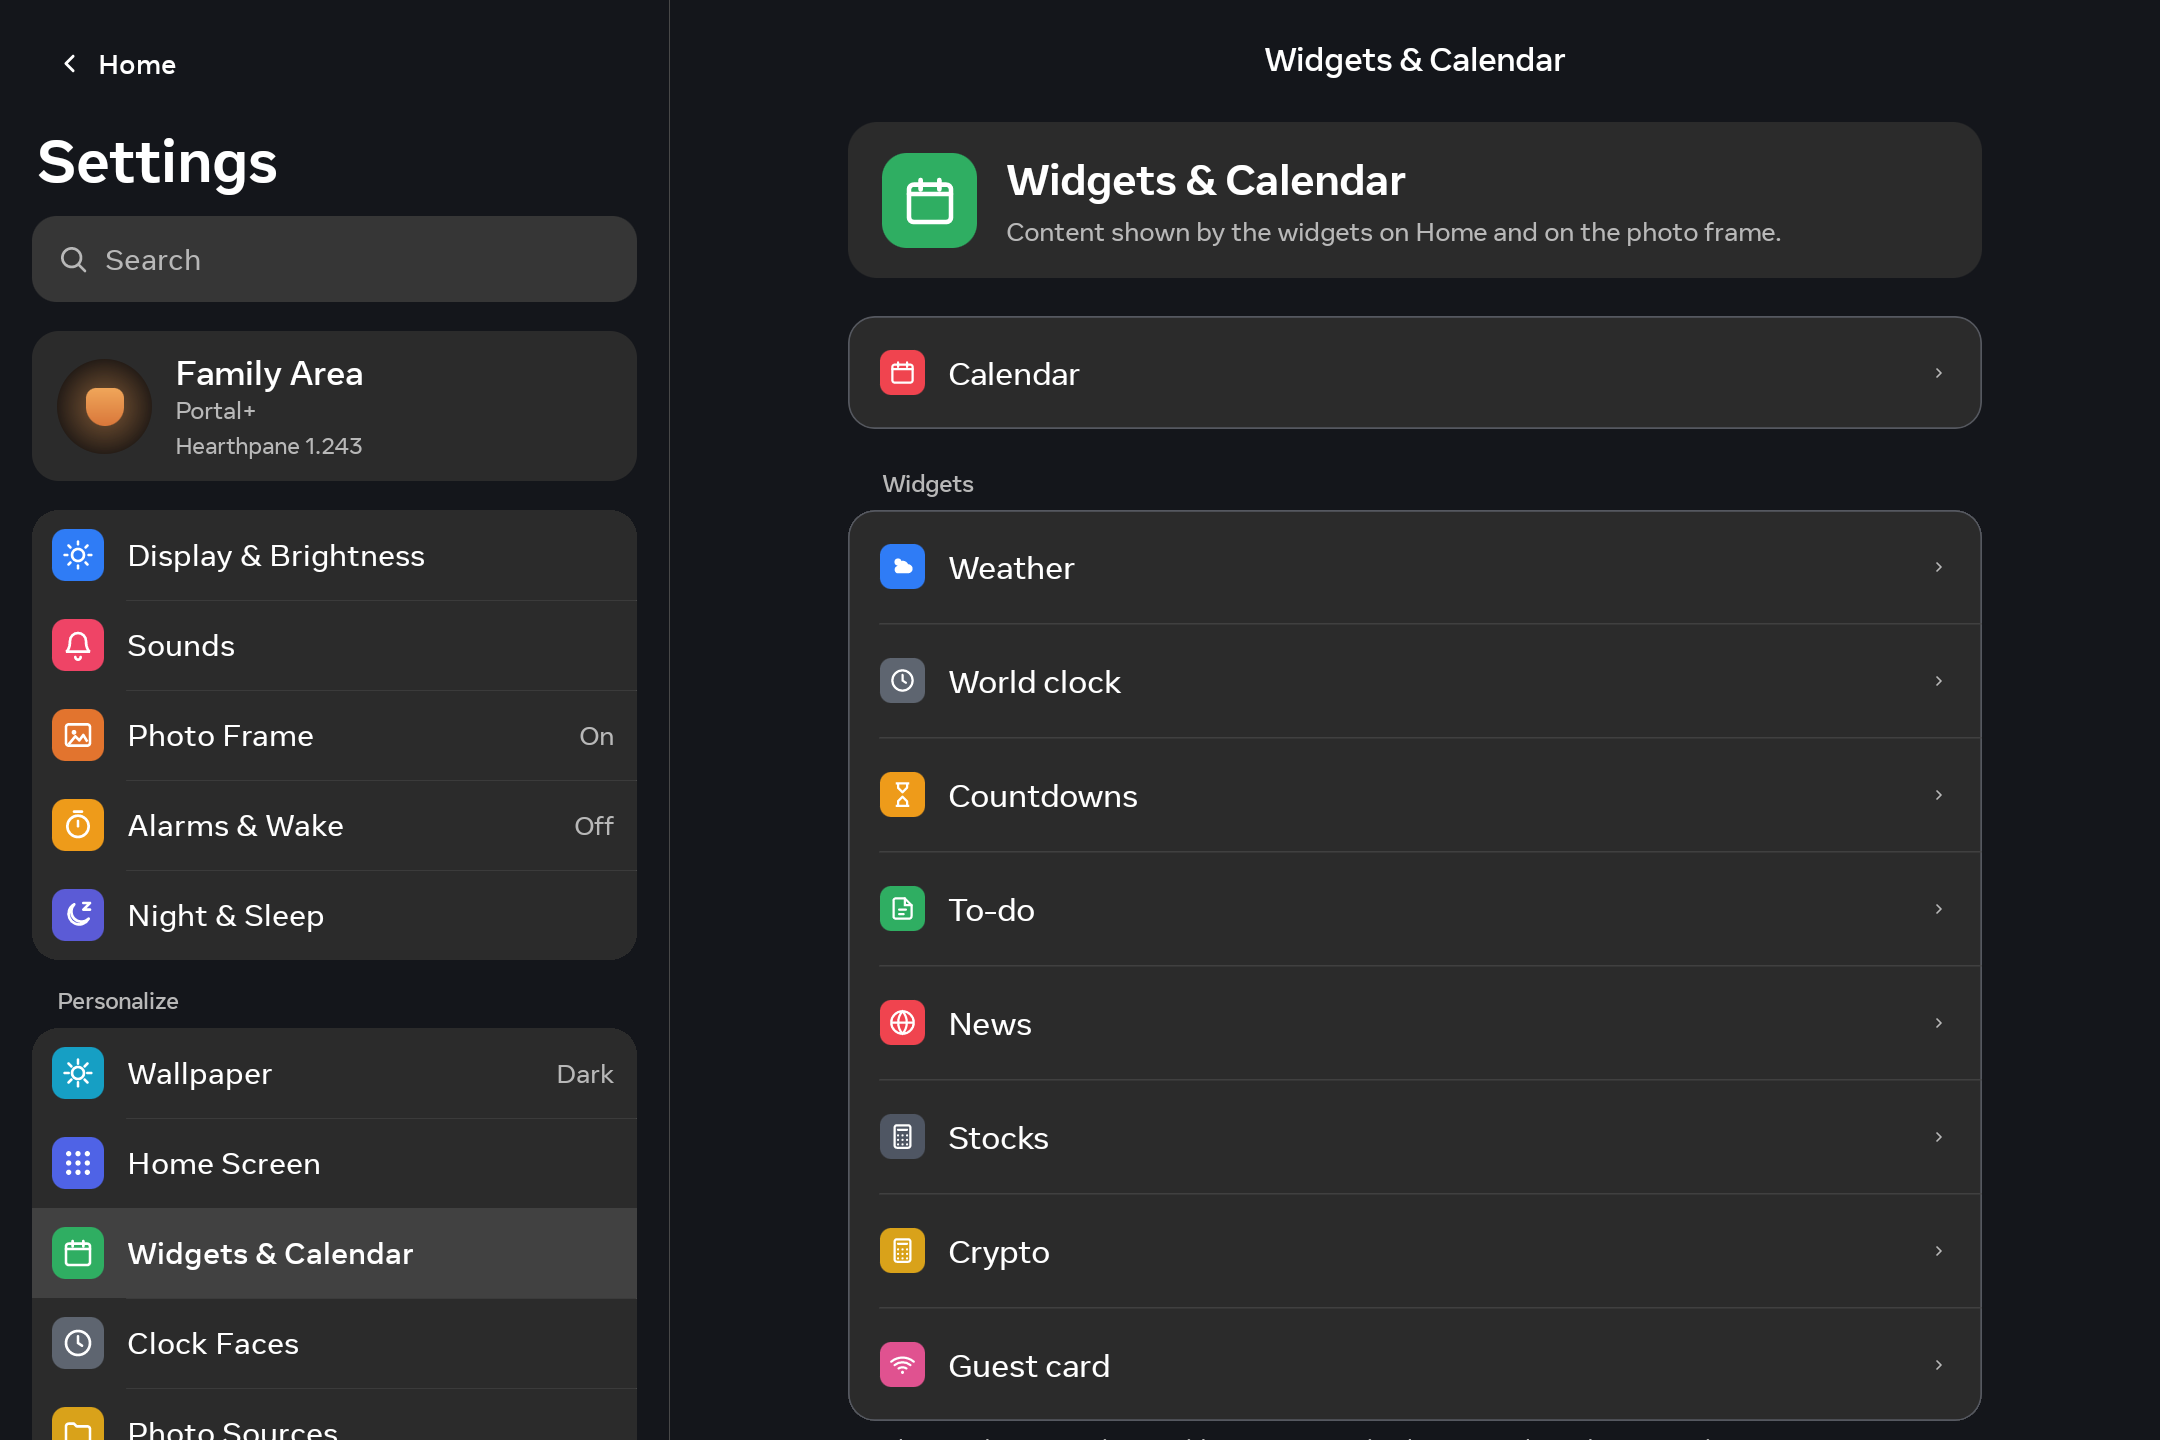 Home
Settings
Search
Family Area
Portal+
Hearthpane 1.243
Display & Brightness
Sounds
Photo Frame On
Alarms & Wake Off
Night & Sleep
Personalize
Wallpaper Dark
Home Screen
Widgets & Calendar
Clock Faces
Photo Sources
Widgets & Calendar
Widgets & Calendar
Content shown by the widgets on Home and on the photo frame.
Calendar
Widgets
Weather
World clock
Countdowns
To-do
News
Stocks
Crypto
Guest card